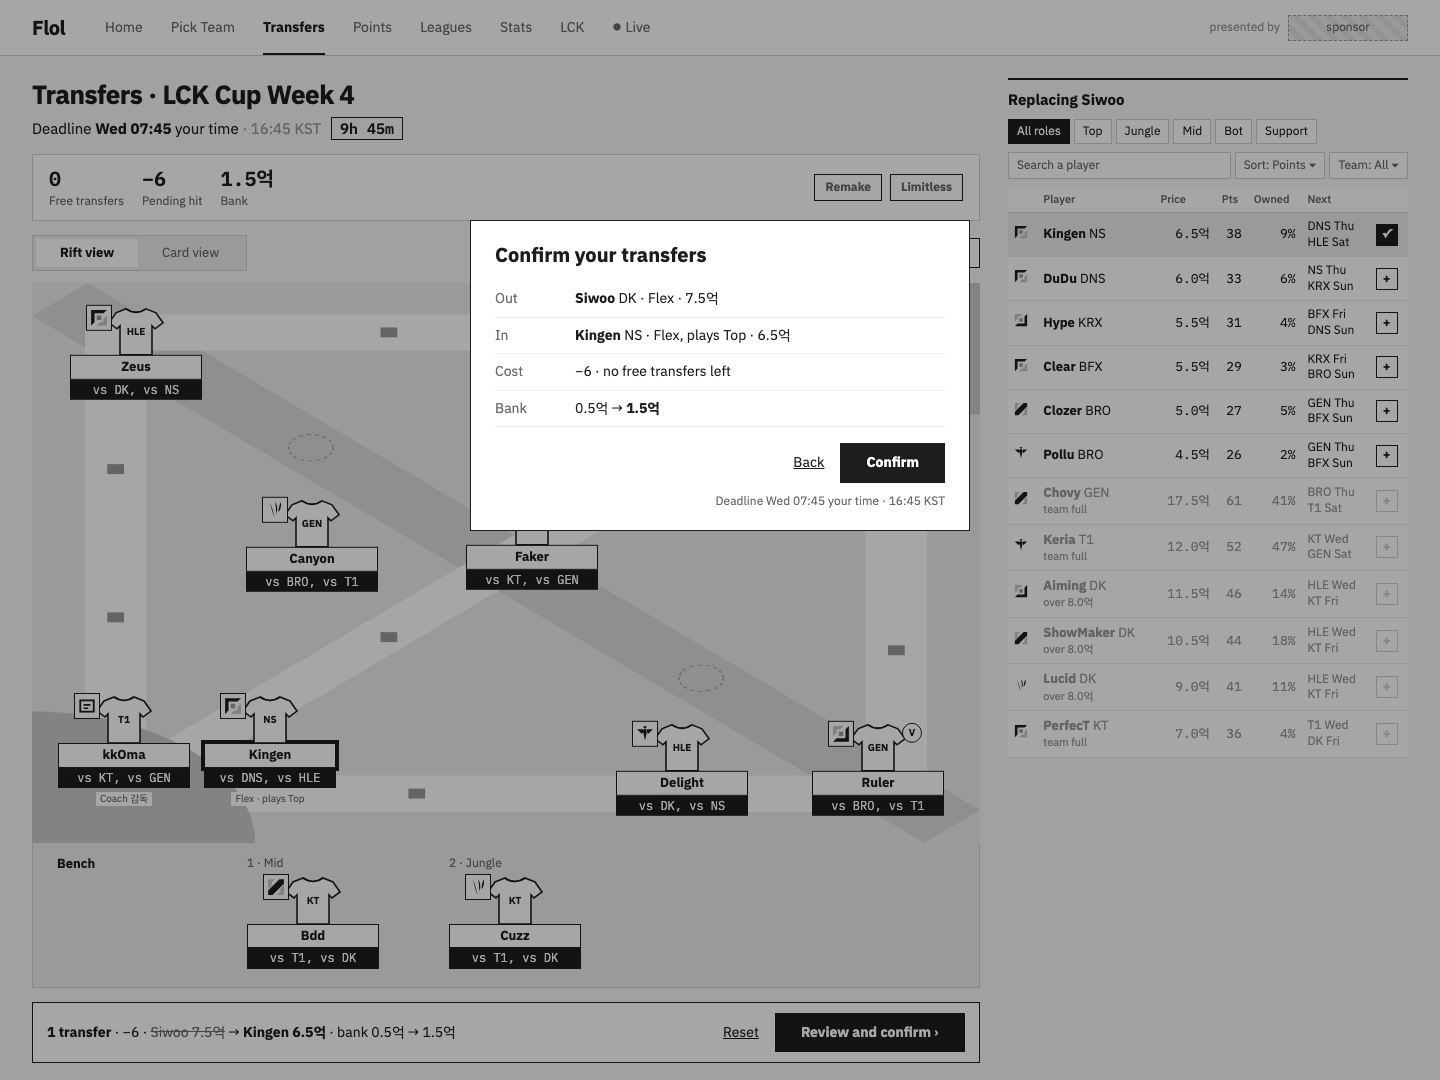 Flol
Home
Pick Team
Transfers
Points
Leagues
Stats
LCK
Live
presented by
sponsor
Transfers · LCK Cup Week 4
Deadline Wed 07:45 your time · 16:45 KST
9h 45m
0
Free transfers
−6
Pending hit
1.5억
Bank
Remake
Limitless
Rift view
Card view
Confirm your transfers
Out
Siwoo DK · Flex · 7.5억
In
Kingen NS · Flex, plays Top · 6.5억
Cost
−6 · no free transfers left
Bank
0.5억 → 1.5억
Back
Confirm
Deadline Wed 07:45 your time · 16:45 KST
HLE
Zeus
vs DK, vs NS
GEN
Canyon
vs BRO, vs T1
Faker
vs KT, vs GEN
T1
kkOma
vs KT, vs GEN
Coach 감독
NS
Kingen
vs DNS, vs HLE
Flex · plays Top
HLE
Delight
vs DK, vs NS
GEN
V
Ruler
vs BRO, vs T1
Bench
1 · Mid
KT
Bdd
vs T1, vs DK
2 · Jungle
KT
Cuzz
vs T1, vs DK
1 transfer · −6 · Siwoo 7.5억 → Kingen 6.5억 · bank 0.5억 → 1.5억
Reset
Review and confirm ›
Replacing Siwoo
All roles
Top
Jungle
Mid
Bot
Support
Search a player
Sort: Points
Team: All
Player Price Pts Owned Next
Kingen NS 6.5억 38 9% DNS Thu
HLE Sat
DuDu DNS 6.0억 33 6% NS Thu
KRX Sun
Hype KRX 5.5억 31 4% BFX Fri
DNS Sun
Clear BFX 5.5억 29 3% KRX Fri
BRO Sun
Clozer BRO 5.0억 27 5% GEN Thu
BFX Sun
Pollu BRO 4.5억 26 2% GEN Thu
BFX Sun
Chovy GEN 17.5억 61 41% BRO Thu
team full T1 Sat
Keria T1 12.0억 52 47% KT Wed
team full GEN Sat
Aiming DK 11.5억 46 14% HLE Wed
over 8.0억 KT Fri
ShowMaker DK 10.5억 44 18% HLE Wed
over 8.0억 KT Fri
Lucid DK 9.0억 41 11% HLE Wed
over 8.0억 KT Fri
PerfecT KT 7.0억 36 4% T1 Wed
team full DK Fri